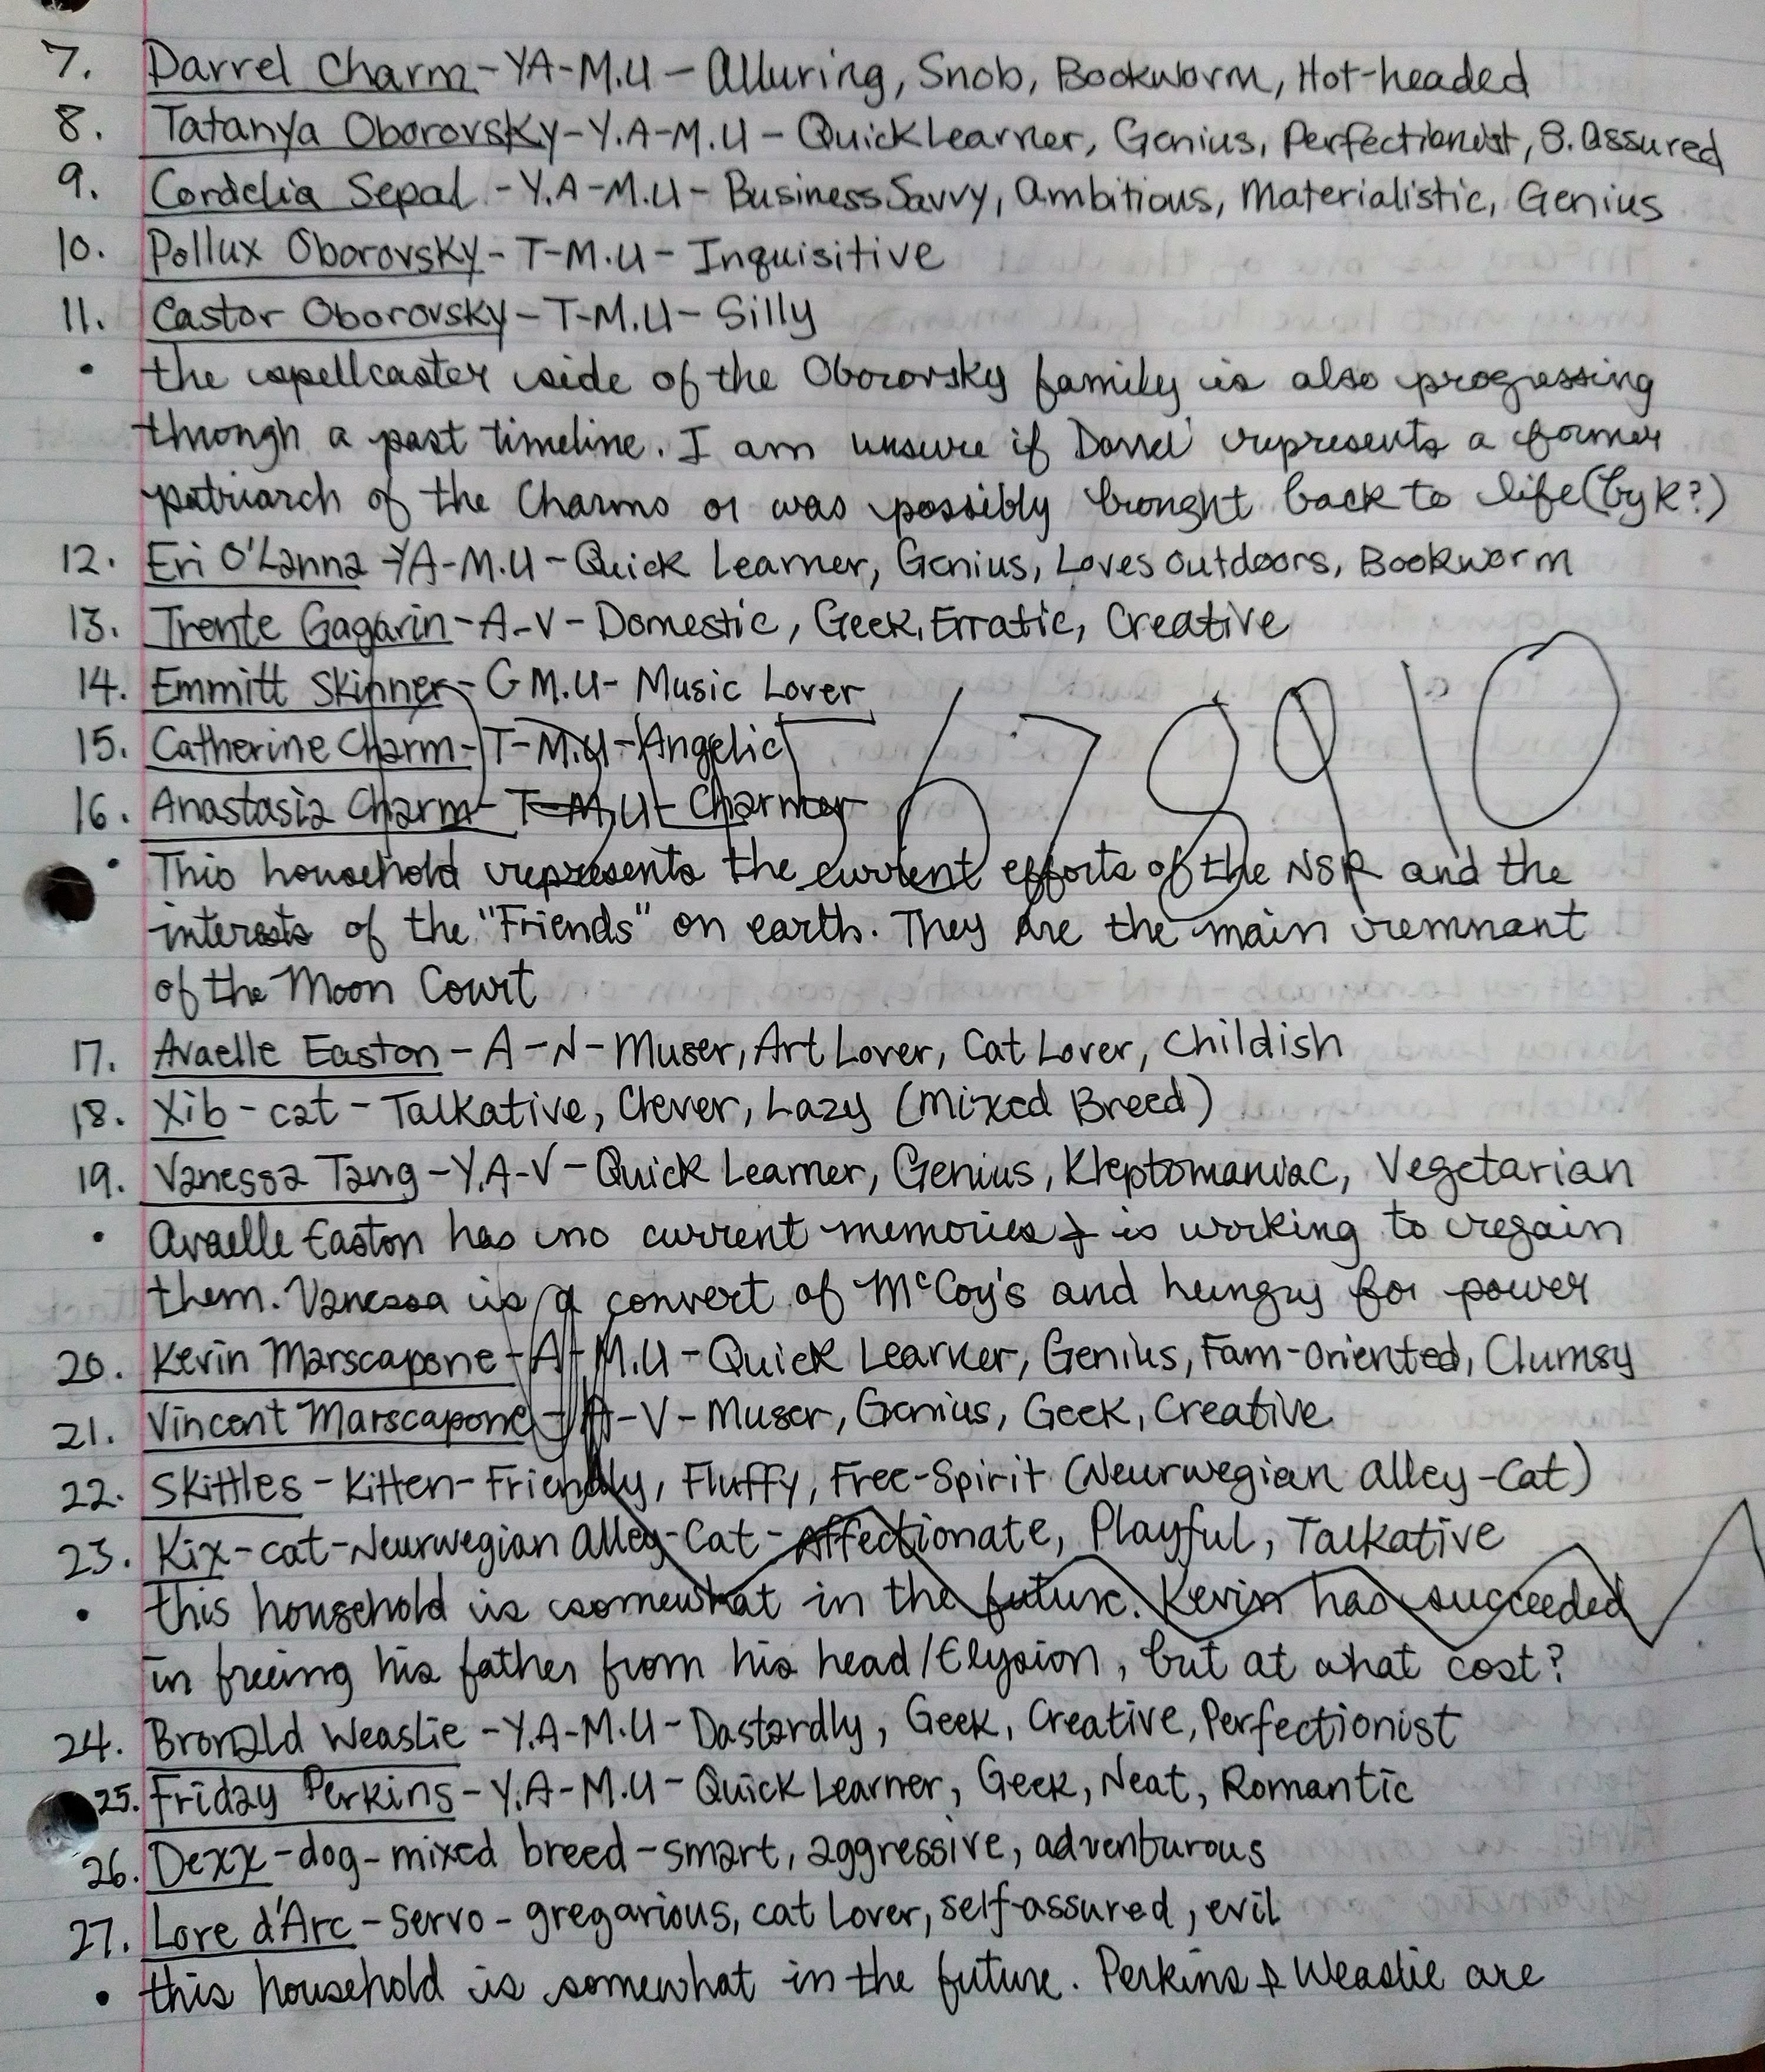 7. Darrel Charm-YA-M.U-Alluring, Snob, Bookworm, Hot-headed
8. Tatanya Oborovsky-Y.A-M.U-Quick Learner, Genius, Perfectionist, S. assured
9. Cordelia Sepal-Y.A-M.U-Business Savvy, Ambitious, Materialistic, Genius
10. Pollux Oborovsky-T-M.U-Inquisitive
11. Castor Oborovsky-T-M.U-Silly
• the spellcaster side of the Oborovsky family is also progressing
through a past timeline. I am unsure if Darrel represents a former
patriarch of the Charms or was possibly brought back to life (by K?)
12. Eri O'Lanna-YA-M.U-Quick Learner, Genius, Loves Outdoors, Bookworm
13. Trente Gagarin-A-V-Domestic, Geek, Erratic, Creative
14. Emmitt Skinner-C M.U-Music Lover
15. Catherine Charm-T-M.U-Angelic
16. Anastasia Charm-T-M.U-Charmer
6 7 8 9 10
• This household represents the current efforts of the NSR and the
interests of the "Friends" on earth. They are the main remnant
of the Moon Court
17. Avaelle Easton-A-N-Muser, Art Lover, Cat Lover, Childish
18. Xib-cat-Talkative, Clever, Lazy (Mixed Breed)
19. Vanessa Tang-Y.A-V-Quick Learner, Genius, Kleptomaniac, Vegetarian
• Avaelle Easton has no current memories & is working to regain
them. Vanessa is a convert of McCoy's and hungry for power
20. Kevin Marscapone-A-M.U-Quick Learner, Genius, Fam-Oriented, Clumsy
21. Vincent Marscapone-A-V-Muser, Genius, Geek, Creative
22. Skittles-Kitten-Friendly, Fluffy, Free-Spirit (Neurwegian Alley-Cat)
23. Kix-cat-Neurwegian Alley-Cat-Affectionate, Playful, Talkative
• this household is somewhat in the future. Kevin has succeeded
in freeing his father from his head/Elysion, but at what cost?
24. Bronald Weaslie-Y.A-M.U-Dastardly, Geek, Creative, Perfectionist
25. Friday Perkins-Y.A-M.U-Quick Learner, Geek, Neat, Romantic
26. Dexx-dog-mixed breed-smart, aggressive, adventurous
27. Lore d'Arc-servo-gregarious, cat Lover, self-assured, evil
• this household is somewhat in the future. Perkins & Weaslie are